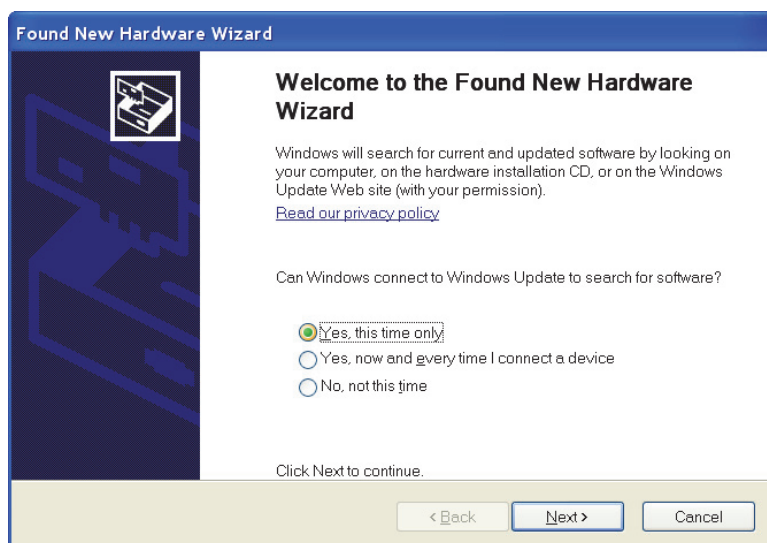 Found New Hardware Wizard
Welcome to the Found New Hardware
Wizard
Windows will search for current and updated software by looking on
your computer, on the hardware installation CD, or on the Windows
Update Web site (with your permission).
Read our privacy policy
Can Windows connect to Windows Update to search for software?
Yes, this time only
Yes, now and every time I connect a device
No, not this time
Click Next to continue.
< Back Next > Cancel